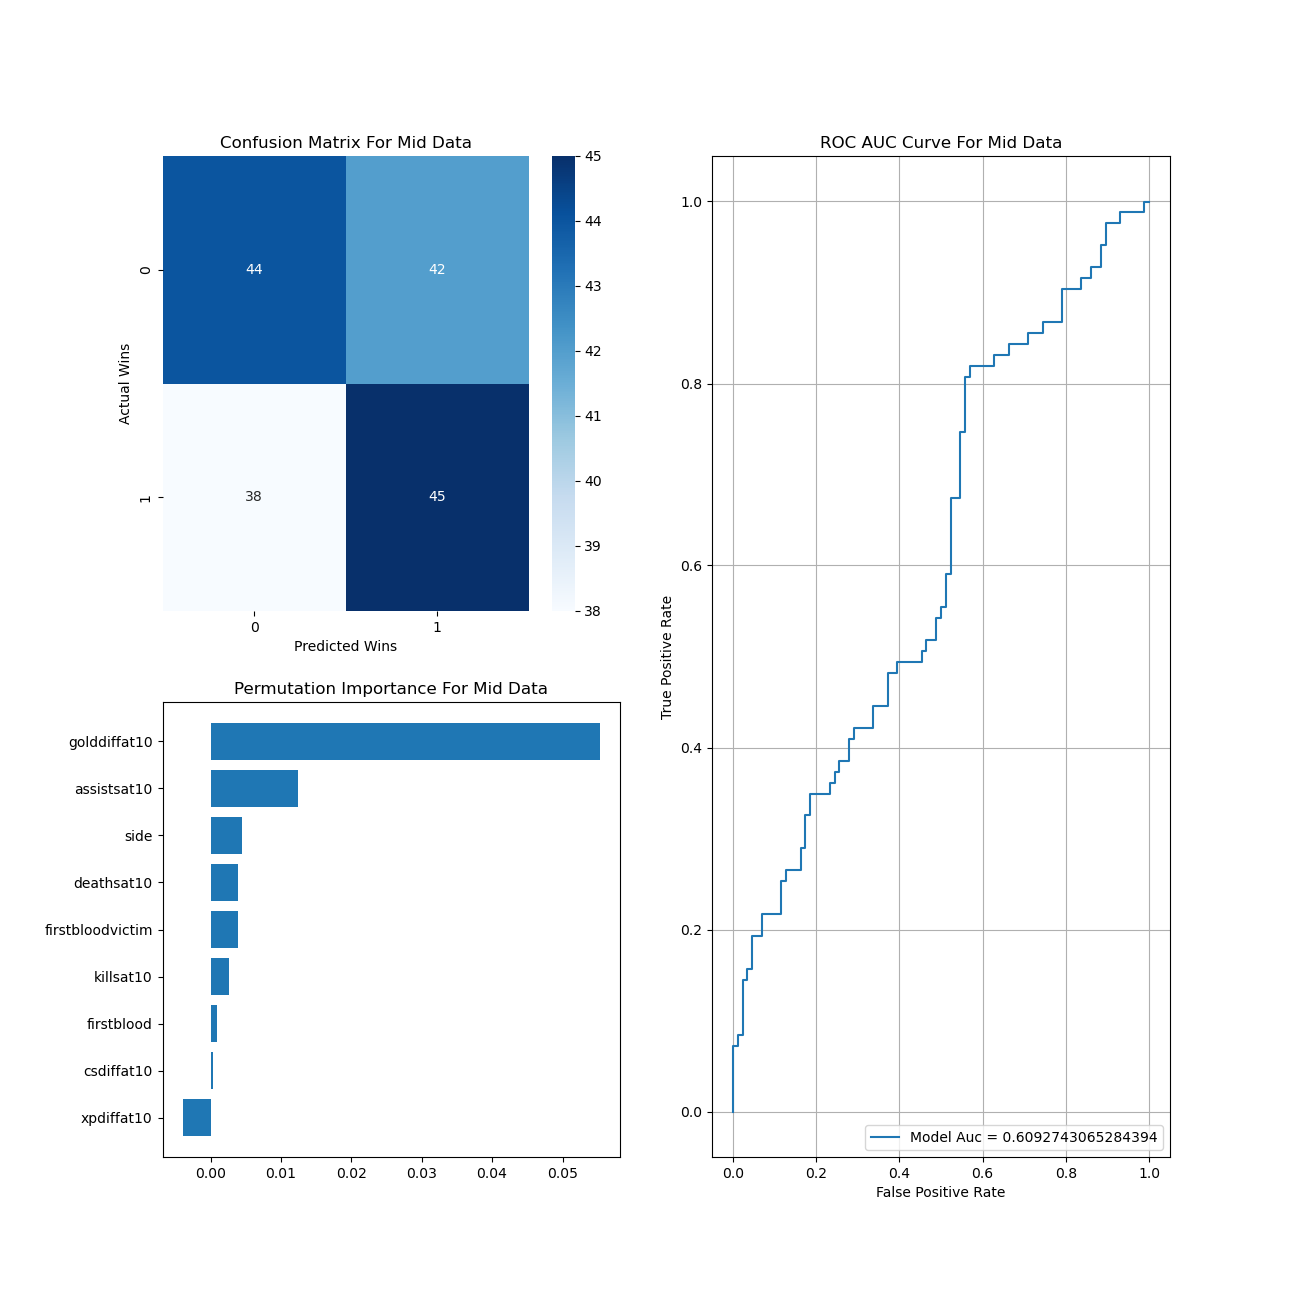 Confusion Matrix For Mid Data
44 42
38 45
0
1
Actual Wins
0 1
Predicted Wins
45
44
43
42
41
40
39
38
Permutation Importance For Mid Data
golddiffat10
assistsat10
side
deathsat10
firstbloodvictim
killsat10
firstblood
csdiffat10
xpdiffat10
0.00 0.01 0.02 0.03 0.04 0.05
ROC AUC Curve For Mid Data
1.0
0.8
0.6
0.4
0.2
0.0
True Positive Rate
Model Auc = 0.6092743065284394
0.0 0.2 0.4 0.6 0.8 1.0
False Positive Rate